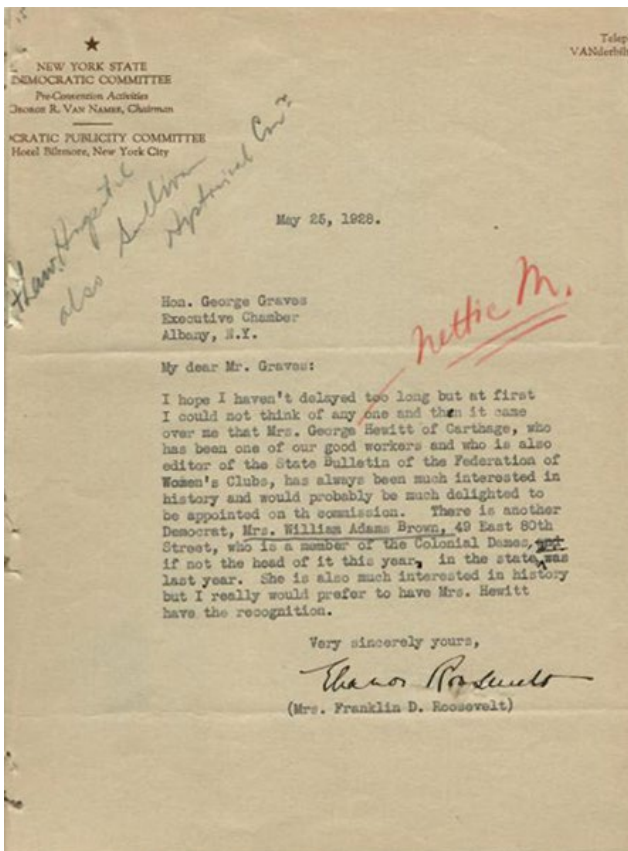 Telep
VANderbilt
NEW YORK STATE
DEMOCRATIC COMMITTEE
Pre-Convention Activities
GEORGE R. VAN NAMEE, Chairman
OCRATIC PUBLICITY COMMITTEE
Hotel Biltmore, New York City
also Sullivan
Historical Com
May 25, 1928.
Hon. George Graves
Executive Chamber
Albany, N.Y.
Nettie M.
My dear Mr. Graves:
I hope I haven't delayed too long but at first
I could not think of any one and then it came
over me that Mrs. George Hewitt of Carthage, who
has been one of our good workers and who is also
editor of the State Bulletin of the Federation of
Women's Clubs, has always been much interested in
history and would probably be much delighted to
be appointed on th commission. There is another
Democrat, Mrs. William Adams Brown, 49 East 80th
Street, who is a member of the Colonial Dames, and
if not the head of it this year, in the state, was
last year. She is also much interested in history
but I really would prefer to have Mrs. Hewitt
have the recognition.
Very sincerely yours,
Eleanor Roosevelt
(Mrs. Franklin D. Roosevelt)